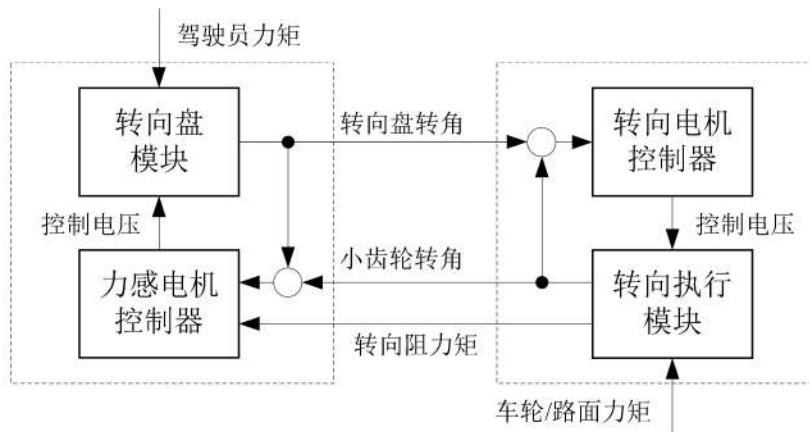 驾驶员力矩
转向盘
模块
转向盘转角
转向电机
控制器
控制电压
控制电压
力感电机
控制器
小齿轮转角
转向执行
模块
转向阻力矩
车轮/路面力矩